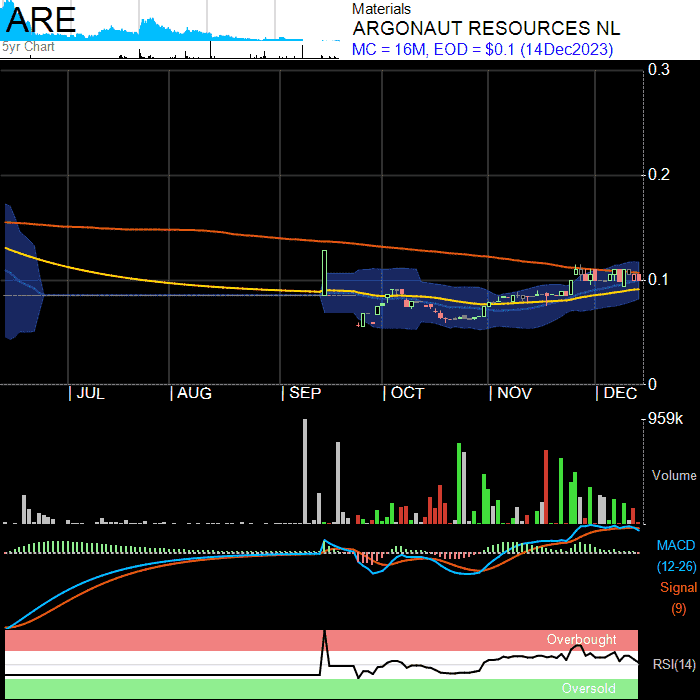 ARE
5yr Chart
Materials
ARGONAUT RESOURCES NL
MC = 16M, EOD = $0.1 (14Dec2023)
0.3
0.2
0.1
0
JUL AUG SEP OCT NOV DEC
959k
Volume
MACD
(12-26)
Signal
(9)
Overbought
RSI(14)
Oversold